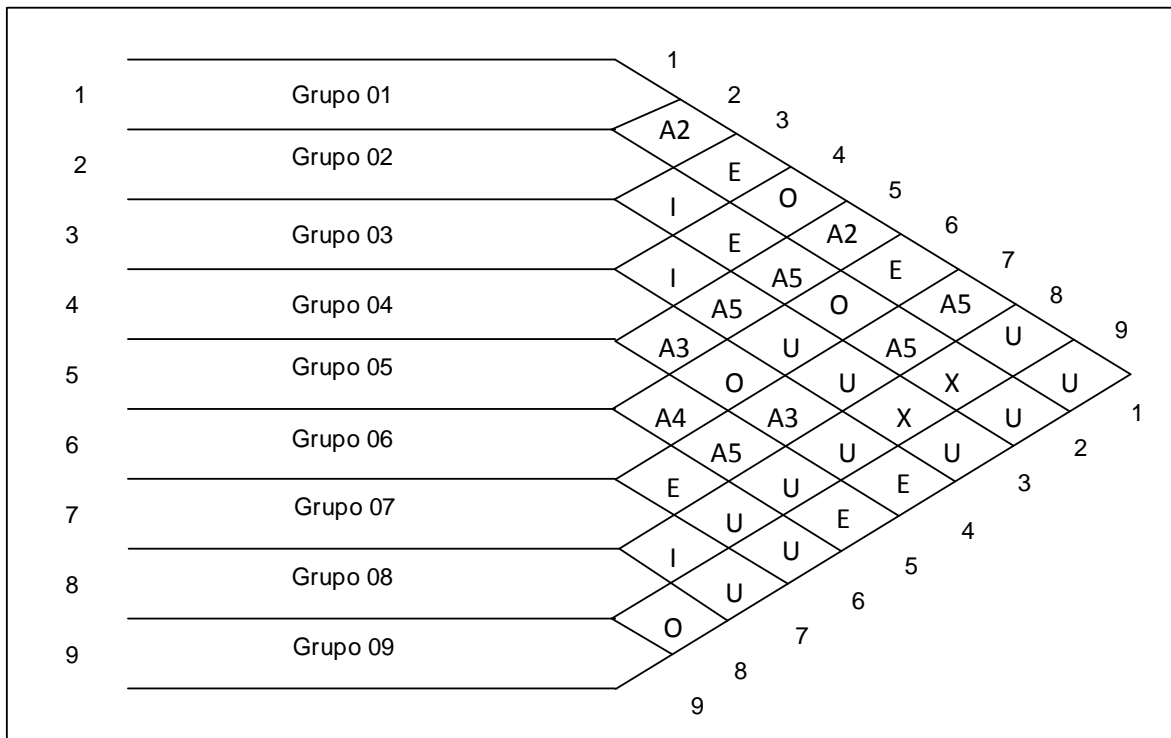 1
1 Grupo 01 2
3
A2
4
2 Grupo 02 E 5
I O 6
3 Grupo 03 E A2 7
I A5 E 8
4 Grupo 04 A5 O A5 9
U
A3 U A5
5 Grupo 05 O U X U
A4 A3 X U 1
6 Grupo 06 A5 U U 2
E U E 3
7 Grupo 07 U E 4
I U 5
8 Grupo 08 U 6
O 7
9 Grupo 09 8
9